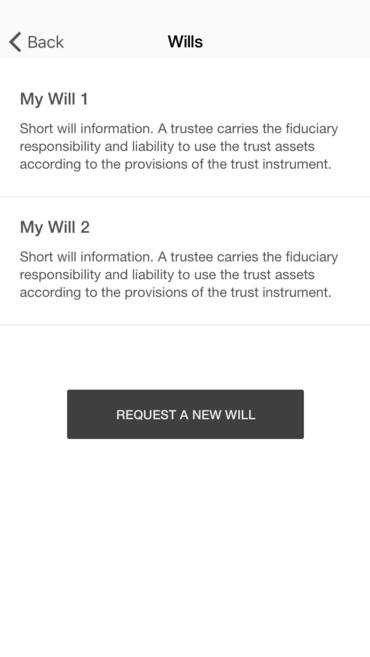 Back
Wills
My Will 1
Short will information. A trustee carries the fiduciary
responsibility and liability to use the trust assets
according to the provisions of the trust instrument.
My Will 2
Short will information. A trustee carries the fiduciary
responsibility and liability to use the trust assets
according to the provisions of the trust instrument.
REQUEST A NEW WILL